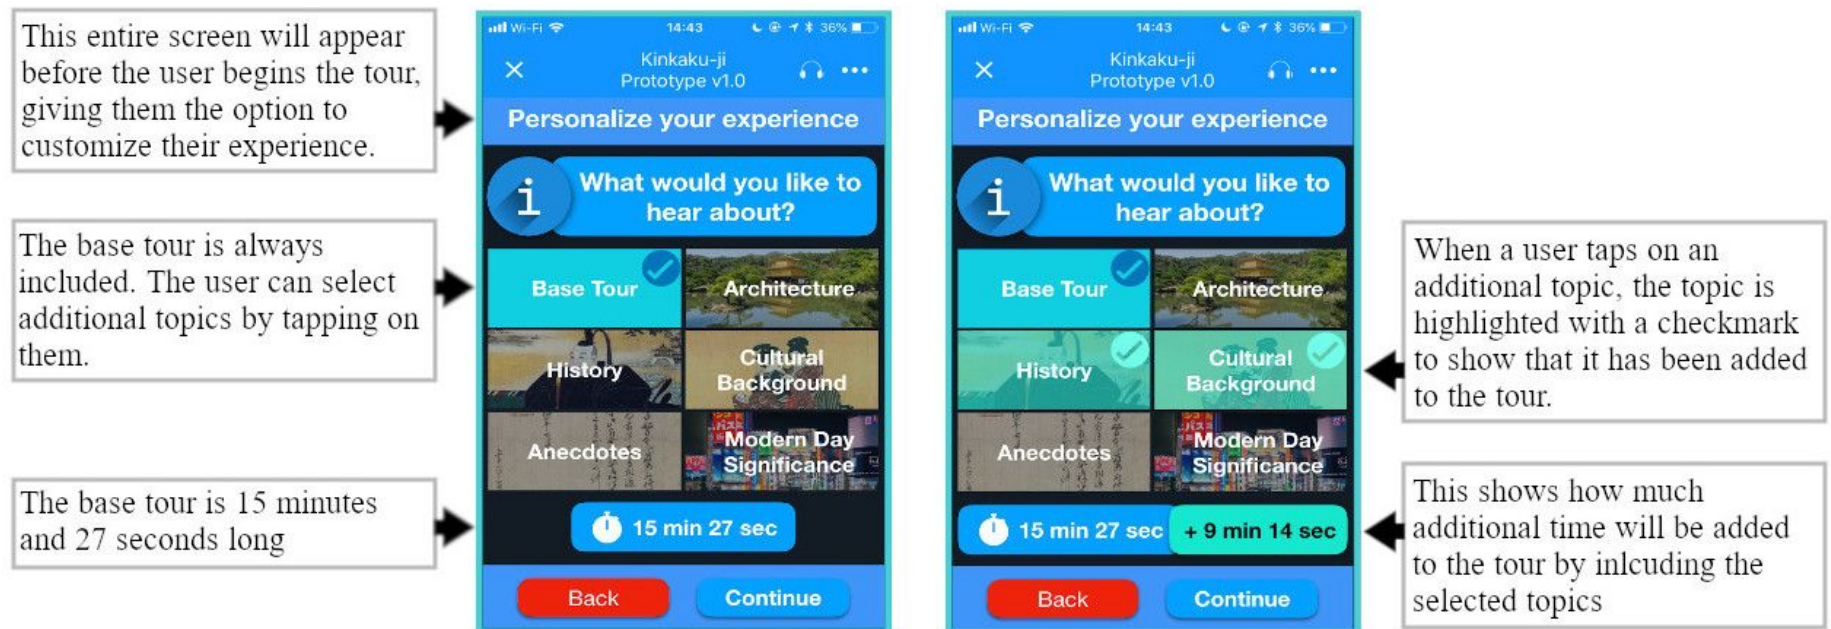 This entire screen will appear
before the user begins the tour,
giving them the option to
customize their experience.
The base tour is always
included. The user can select
additional topics by tapping on
them.
The base tour is 15 minutes
and 27 seconds long
Wi-Fi 14:43 36%
Kinkaku-ji
Prototype v1.0
Personalize your experience
i
What would you like to
hear about?
Base Tour
Architecture
History
Cultural
Background
Anecdotes
Modern Day
Significance
15 min 27 sec
Back
Continue
Wi-Fi 14:43 36%
Kinkaku-ji
Prototype v1.0
Personalize your experience
i
What would you like to
hear about?
Base Tour
Architecture
History
Cultural
Background
Anecdotes
Modern Day
Significance
15 min 27 sec
+ 9 min 14 sec
Back
Continue
When a user taps on an
additional topic, the topic is
highlighted with a checkmark
to show that it has been added
to the tour.
This shows how much
additional time will be added
to the tour by inlcuding the
selected topics